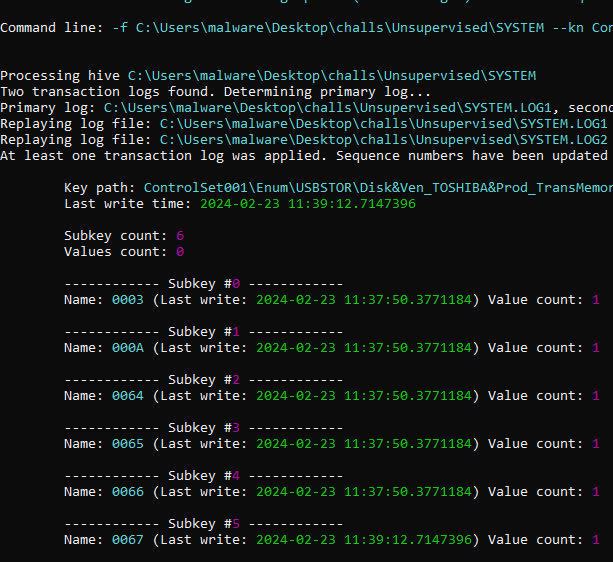 Command line: -f C:\Users\malware\Desktop\challs\Unsupervised\SYSTEM --kn Con
Processing hive C:\Users\malware\Desktop\challs\Unsupervised\SYSTEM
Two transaction logs found. Determining primary log...
Primary log: C:\Users\malware\Desktop\challs\Unsupervised\SYSTEM.LOG1, second
Replaying log file: C:\Users\malware\Desktop\challs\Unsupervised\SYSTEM.LOG1
Replaying log file: C:\Users\malware\Desktop\challs\Unsupervised\SYSTEM.LOG2
At least one transaction log was applied. Sequence numbers have been updated
Key path: ControlSet001\Enum\USBSTOR\Disk&Ven_TOSHIBA&Prod_TransMemor
Last write time: 2024-02-23 11:39:12.7147396
Subkey count: 6
Values count: 0
------------ Subkey #0 ------------
Name: 0003 (Last write: 2024-02-23 11:37:50.3771184) Value count: 1
------------ Subkey #1 ------------
Name: 000A (Last write: 2024-02-23 11:37:50.3771184) Value count: 1
------------ Subkey #2 ------------
Name: 0064 (Last write: 2024-02-23 11:37:50.3771184) Value count: 1
------------ Subkey #3 ------------
Name: 0065 (Last write: 2024-02-23 11:37:50.3771184) Value count: 1
------------ Subkey #4 ------------
Name: 0066 (Last write: 2024-02-23 11:37:50.3771184) Value count: 1
------------ Subkey #5 ------------
Name: 0067 (Last write: 2024-02-23 11:39:12.7147396) Value count: 1